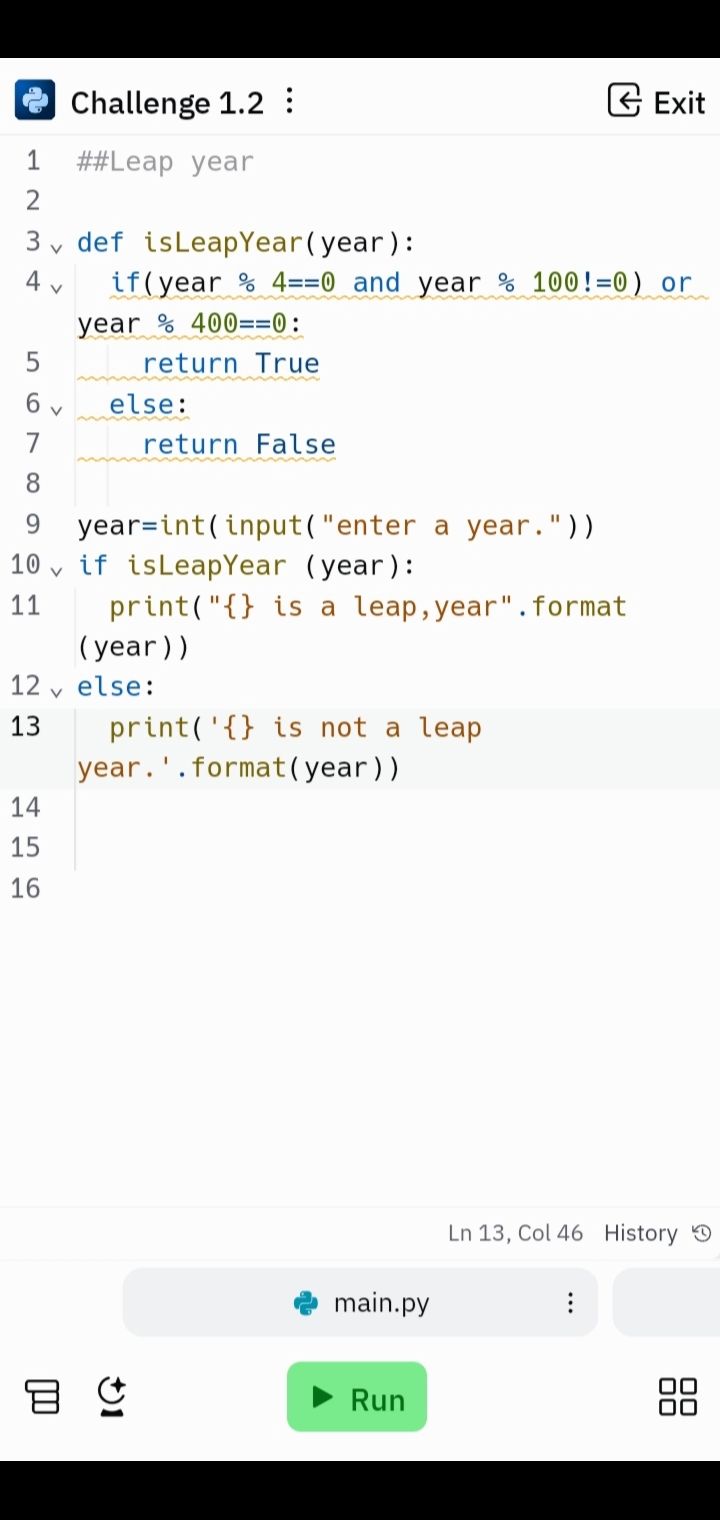 Challenge 1.2
Exit
1 ##Leap year
2
3 def isLeapYear(year):
4 if(year % 4==0 and year % 100!=0) or
year % 400==0:
5 return True
6 else:
7 return False
8
9 year=int(input("enter a year."))
10 if isLeapYear (year):
11 print("{} is a leap,year".format
(year))
12 else:
13 print('{} is not a leap
year.'.format(year))
14
15
16
Ln 13, Col 46 History
main.py
Run